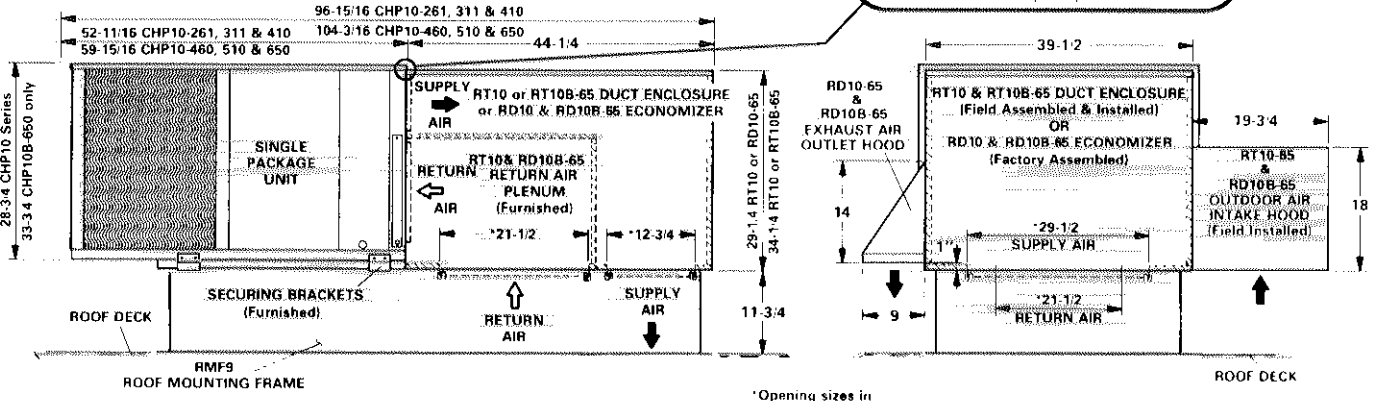 96-15/16 CHP10-261, 311 & 410
104-3/16 CHP10-460, 510 & 650
52-11/16 CHP10-261, 311 & 410
59-15/16 CHP10-460, 510 & 650
44-1/4
28-3/4 CHP10 Series
33-3/4 CHP10B-650 only
SINGLE
PACKAGE
UNIT
SUPPLY
AIR
RT10 or RT10B-65 DUCT ENCLOSURE
or RD10 & RD10B-65 ECONOMIZER
RETURN
AIR
RT10& RD10B-65
RETURN AIR
PLENUM
(Furnished)
*21-1/2
*12-3/4
29-1/4 RT10 or RD10-65
34-1/4 RT10 or RT10B-65
SECURING BRACKETS
(Furnished)
RETURN
AIR
SUPPLY
AIR
11-3/4
ROOF DECK
RMF9
ROOF MOUNTING FRAME
39-1/2
RD10-65
&
RD10B-65
EXHAUST AIR
OUTLET HOOD
RT10 & RT10B-65 DUCT ENCLOSURE
(Field Assembled & Installed)
OR
RD10 & RD10B-65 ECONOMIZER
(Factory Assembled)
19-3/4
RT10-65
&
RD10B-65
OUTDOOR AIR
INTAKE HOOD
(Field Installed)
18
14
1"
*29-1/2
SUPPLY AIR
9
*21-1/2
RETURN AIR
ROOF DECK
*Opening sizes in